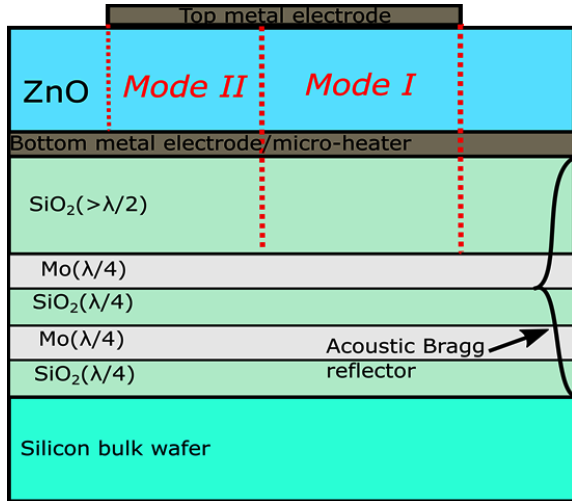 Top metal electrode
ZnO
Mode II
Mode I
Bottom metal electrode/micro-heater
SiO₂(>λ/2)
Mo(λ/4)
SiO₂(λ/4)
Mo(λ/4)
SiO₂(λ/4)
Acoustic Bragg
reflector
Silicon bulk wafer